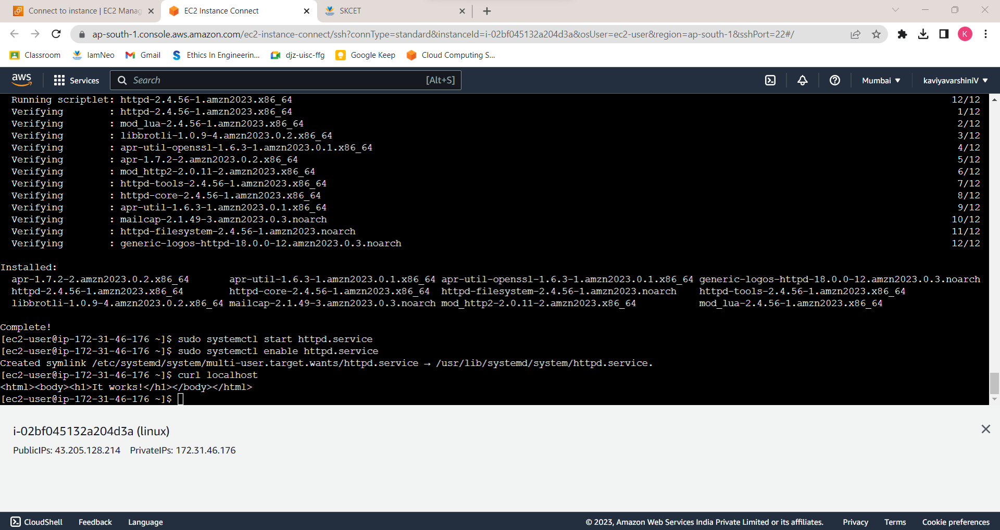 Connect to instance | EC2 Manag
EC2 Instance Connect
SKCET
ap-south-1.console.aws.amazon.com/ec2-instance-connect/ssh?connType=standard&instanceId=i-02bf045132a204d3a&osUser=ec2-user&region=ap-south-1&sshPort=22#/
K
Classroom
IamNeo
Gmail
Ethics In Engineerin...
djz-uisc-ffg
Google Keep
Cloud Computing S...
aws
Services
Search
[Alt+S]
Mumbai
kaviyavarshiniV
Running scriptlet: httpd-2.4.56-1.amzn2023.x86_64 12/12
Verifying : httpd-2.4.56-1.amzn2023.x86_64 1/12
Verifying : mod_lua-2.4.56-1.amzn2023.x86_64 2/12
Verifying : libbrotli-1.0.9-4.amzn2023.0.2.x86_64 3/12
Verifying : apr-util-openssl-1.6.3-1.amzn2023.0.1.x86_64 4/12
Verifying : apr-1.7.2-2.amzn2023.0.2.x86_64 5/12
Verifying : mod_http2-2.0.11-2.amzn2023.x86_64 6/12
Verifying : httpd-tools-2.4.56-1.amzn2023.x86_64 7/12
Verifying : httpd-core-2.4.56-1.amzn2023.x86_64 8/12
Verifying : apr-util-1.6.3-1.amzn2023.0.1.x86_64 9/12
Verifying : mailcap-2.1.49-3.amzn2023.0.3.noarch 10/12
Verifying : httpd-filesystem-2.4.56-1.amzn2023.noarch 11/12
Verifying : generic-logos-httpd-18.0.0-12.amzn2023.0.3.noarch 12/12
Installed:
apr-1.7.2-2.amzn2023.0.2.x86_64 apr-util-1.6.3-1.amzn2023.0.1.x86_64 apr-util-openssl-1.6.3-1.amzn2023.0.1.x86_64 generic-logos-httpd-18.0.0-12.amzn2023.0.3.noarch
httpd-2.4.56-1.amzn2023.x86_64 httpd-core-2.4.56-1.amzn2023.x86_64 httpd-filesystem-2.4.56-1.amzn2023.noarch httpd-tools-2.4.56-1.amzn2023.x86_64
libbrotli-1.0.9-4.amzn2023.0.2.x86_64 mailcap-2.1.49-3.amzn2023.0.3.noarch mod_http2-2.0.11-2.amzn2023.x86_64 mod_lua-2.4.56-1.amzn2023.x86_64
Complete!
[ec2-user@ip-172-31-46-176 ~]$ sudo systemctl start httpd.service
[ec2-user@ip-172-31-46-176 ~]$ sudo systemctl enable httpd.service
Created symlink /etc/systemd/system/multi-user.target.wants/httpd.service → /usr/lib/systemd/system/httpd.service.
[ec2-user@ip-172-31-46-176 ~]$ curl localhost
<html><body><h1>It works!</h1></body></html>
[ec2-user@ip-172-31-46-176 ~]$
i-02bf045132a204d3a (linux)
PublicIPs: 43.205.128.214 PrivateIPs: 172.31.46.176
CloudShell
Feedback
Language
© 2023, Amazon Web Services India Private Limited or its affiliates.
Privacy
Terms
Cookie preferences